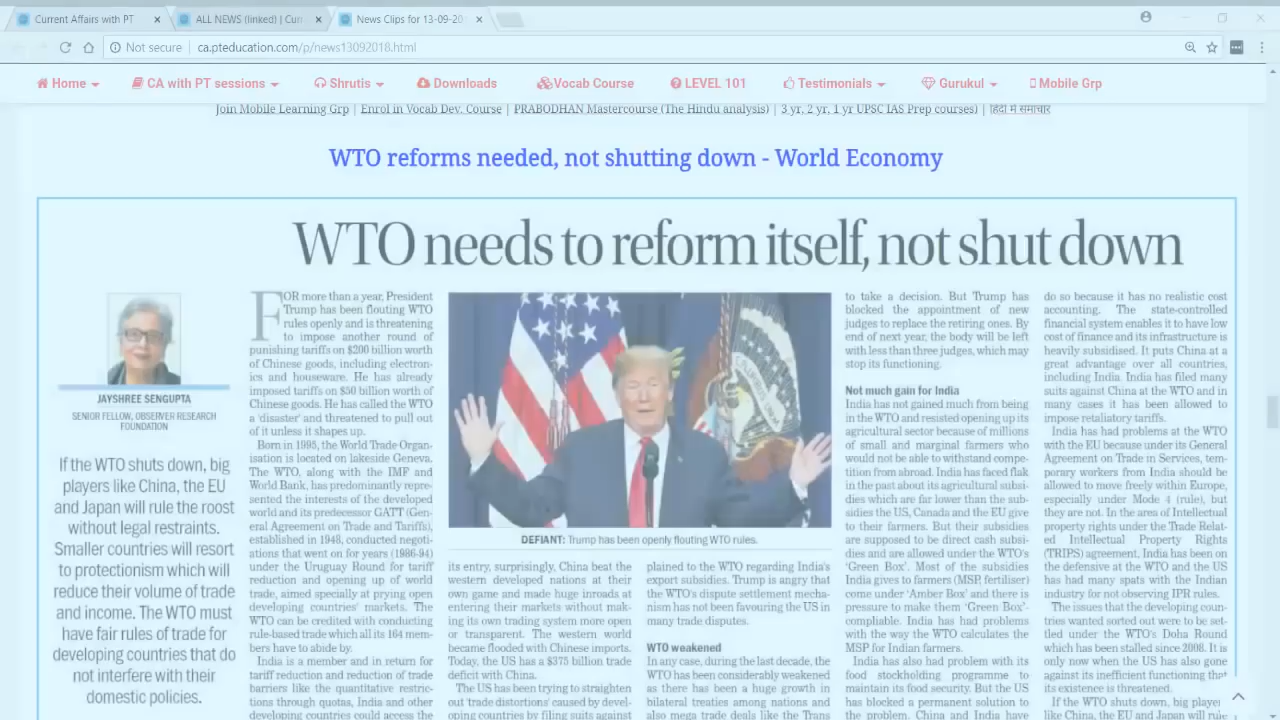 Current Affairs with PT
ALL NEWS (linked) | Curr
News Clips for 13-09-20
Not secure | ca.pteducation.com/p/news13092018.html
Home CA with PT sessions Shrutis Downloads Vocab Course LEVEL 101 Testimonials Gurukul Mobile Grp
Join Mobile Learning Grp | Enrol in Vocab Dev. Course | PRABODHAN Mastercourse (The Hindu analysis) | 3 yr, 2 yr, 1 yr UPSC IAS Prep courses) | हिंदी में समाचार
WTO reforms needed, not shutting down - World Economy
WTO needs to reform itself, not shut down
JAYSHREE SENGUPTA
SENIOR FELLOW, OBSERVER RESEARCH
FOUNDATION
If the WTO shuts down, big
players like China, the EU
and Japan will rule the roost
without legal restraints.
Smaller countries will resort
to protectionism which will
reduce their volume of trade
and income. The WTO must
have fair rules of trade for
developing countries that do
not interfere with their
domestic policies.
FOR more than a year, President
Trump has been flouting WTO
rules openly and is threatening
to impose another round of
punishing tariffs on $200 billion worth
of Chinese goods, including electron-
ics and houseware. He has already
imposed tariffs on $50 billion worth of
Chinese goods. He has called the WTO
a 'disaster' and threatened to pull out
of it unless it shapes up.
Born in 1995, the World Trade Organ-
isation is located on lakeside Geneva.
The WTO, along with the IMF and
World Bank, has predominantly repre-
sented the interests of the developed
world and its predecessor GATT (Gen-
eral Agreement on Trade and Tariffs),
established in 1948, conducted negoti-
ations that went on for years (1986-94)
under the Uruguay Round for tariff
reduction and opening up of world
trade, aimed specially at prying open
developing countries' markets. The
WTO can be credited with conducting
rule-based trade which all its 164 mem-
bers have to abide by.
India is a member and in return for
tariff reduction and reduction of trade
barriers like the quantitative restric-
tions through quotas, India and other
developing countries could access the
DEFIANT: Trump has been openly flouting WTO rules.
its entry, surprisingly, China beat the
western developed nations at their
own game and made huge inroads at
entering their markets without mak-
ing its own trading system more open
or transparent. The western world
became flooded with Chinese imports.
Today, the US has a $375 billion trade
deficit with China.
The US has been trying to straighten
out 'trade distortions' caused by devel-
oping countries by filing suits against
plained to the WTO regarding India's
export subsidies. Trump is angry that
the WTO's dispute settlement mecha-
nism has not been favouring the US in
many trade disputes.
WTO weakened
In any case, during the last decade, the
WTO has been considerably weakened
as there has been a huge growth in
bilateral treaties among nations and
also mega trade deals like the Trans
to take a decision. But Trump has
blocked the appointment of new
judges to replace the retiring ones. By
end of next year, the body will be left
with less than three judges, which may
stop its functioning.
Not much gain for India
India has not gained much from being
in the WTO and resisted opening up its
agricultural sector because of millions
of small and marginal farmers who
would not be able to withstand compe-
tition from abroad. India has faced flak
in the past about its agricultural subsi-
dies which are far lower than the sub-
sidies the US, Canada and the EU give
to their farmers. But their subsidies
are supposed to be direct cash subsi-
dies and are allowed under the WTO's
'Green Box'. Most of the subsidies
India gives to farmers (MSP, fertiliser)
come under 'Amber Box' and there is
pressure to make them 'Green Box'-
compliable. India has had problems
with the way the WTO calculates the
MSP for Indian farmers.
India has also had problem with its
food stockholding programme to
maintain its food security. But the US
has blocked a permanent solution to
the problem. China and India have
do so because it has no realistic cost
accounting. The state-controlled
financial system enables it to have low
cost of finance and its infrastructure is
heavily subsidised. It puts China at a
great advantage over all countries,
including India. India has filed many
suits against China at the WTO and in
many cases it has been allowed to
impose retaliatory tariffs.
India has had problems at the WTO
with the EU because under its General
Agreement on Trade in Services, tem-
porary workers from India should be
allowed to move freely within Europe,
especially under Mode 4 (rule), but
they are not. In the area of Intellectual
property rights under the Trade Relat-
ed Intellectual Property Rights
(TRIPS) agreement, India has been on
the defensive at the WTO and the US
has had many spats with the Indian
industry for not observing IPR rules.
The issues that the developing coun-
tries wanted sorted out were to be set-
tled under the WTO's Doha Round
which has been stalled since 2008. It is
only now when the US has also gone
against its inefficient functioning that
its existence is threatened.
If the WTO shuts down, big players
like China, the EU and Japan